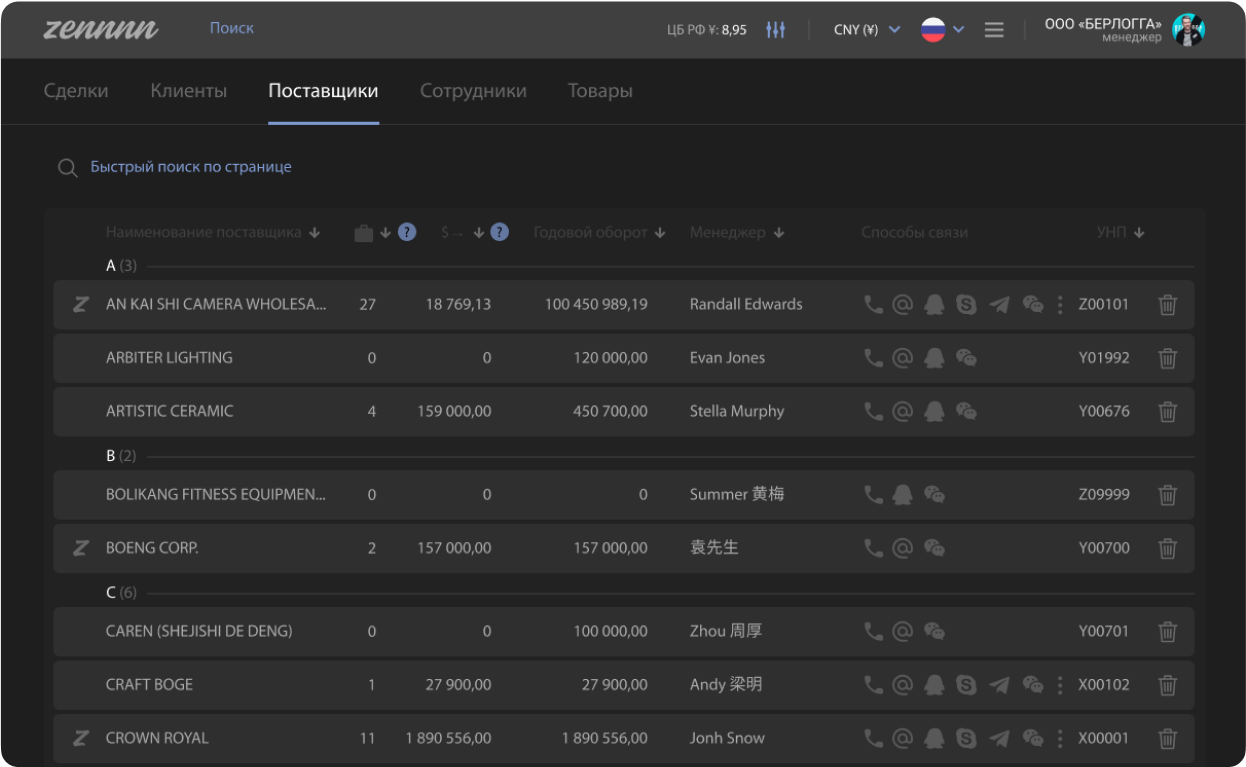 zennnn Поиск ЦБ РФ ¥: 8,95 CNY (¥) ООО «БЕРЛОГГА»
менеджер
Сделки Клиенты Поставщики Сотрудники Товары
Быстрый поиск по странице
Наименование поставщика ? $→ ? Годовой оборот Менеджер Способы связи УНП
A (3)
Z AN KAI SHI CAMERA WHOLESA... 27 18 769,13 100 450 989,19 Randall Edwards Z00101
ARBITER LIGHTING 0 0 120 000,00 Evan Jones Y01992
ARTISTIC CERAMIC 4 159 000,00 450 700,00 Stella Murphy Y00676
B (2)
BOLIKANG FITNESS EQUIPMEN... 0 0 0 Summer 黄梅 Z09999
Z BOENG CORP. 2 157 000,00 157 000,00 袁先生 Y00700
C (6)
CAREN (SHEJISHI DE DENG) 0 0 100 000,00 Zhou 周厚 Y00701
CRAFT BOGE 1 27 900,00 27 900,00 Andy 梁明 X00102
Z CROWN ROYAL 11 1 890 556,00 1 890 556,00 Jonh Snow X00001